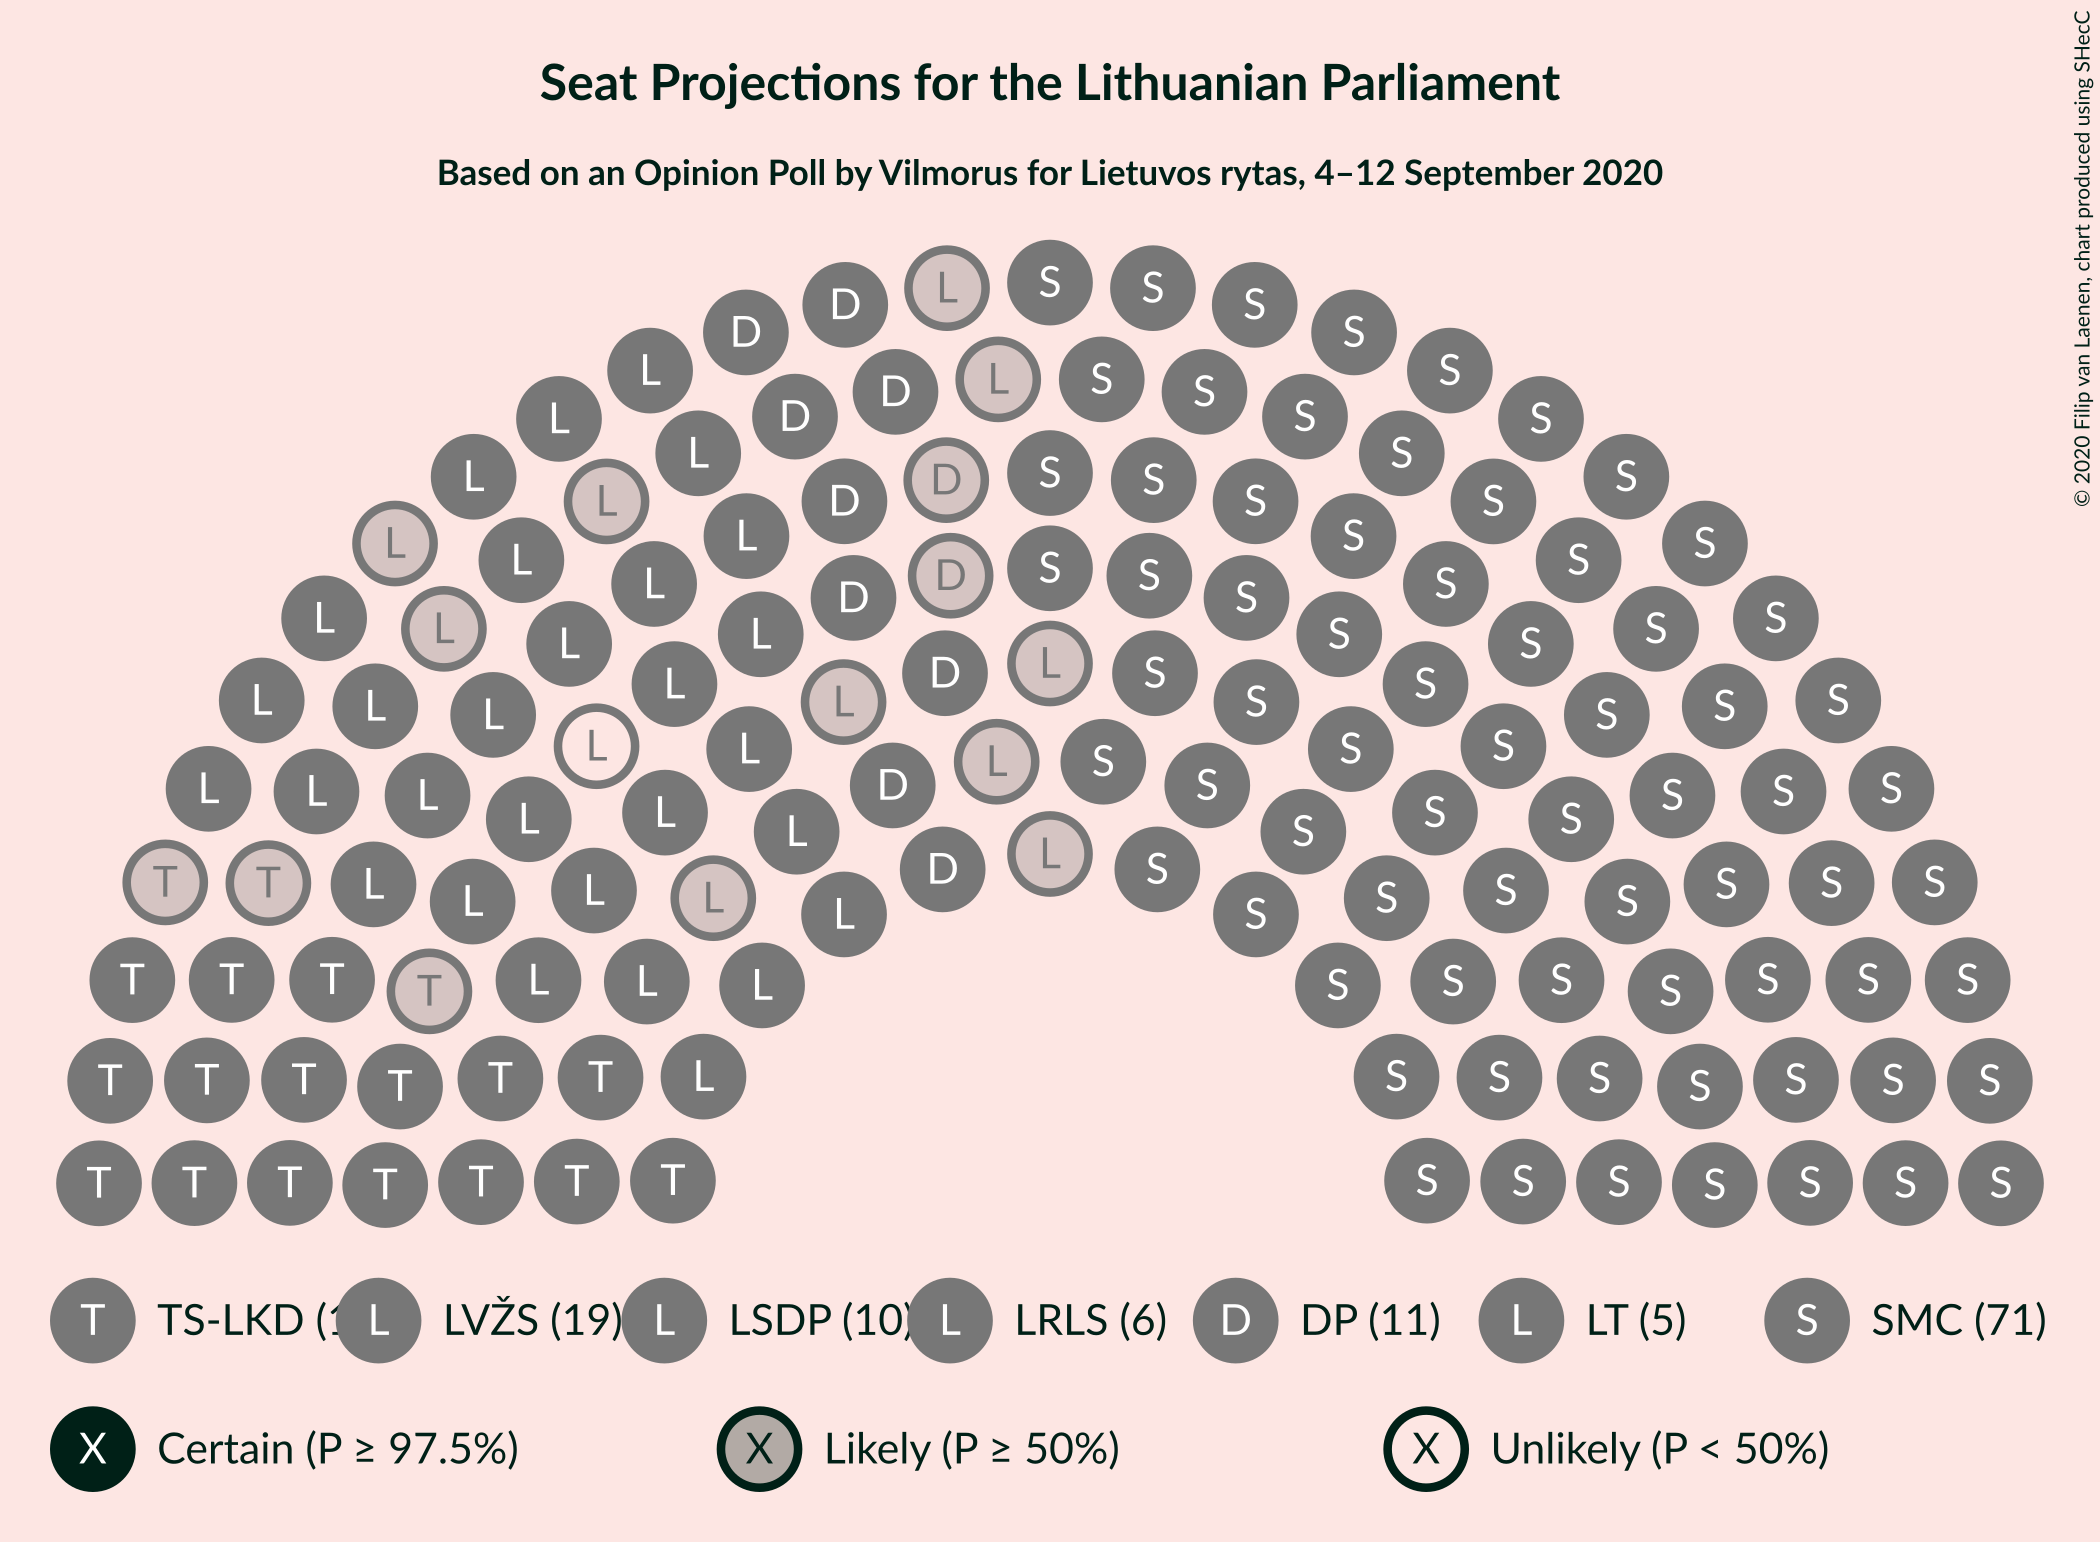 Seat Projections for the Lithuanian Parliament
Based on an Opinion Poll by Vilmorus for Lietuvos rytas, 4–12 September 2020
© 2020 Filip van Laenen, chart produced using SHecC
L S S S S
D D S
D L S S S
L D S S
L D S S
L L D S S S S S
L L D S S S
L L L D S S S S
L L L D S S S S
L L L L D L S S S S S S
L L L L L S S S S S
L L L L L D L S S S S S S S
L L L L L S S S S S
T T L L L L D L S S S S S S S S
L S
T T T T L L L S S S S S S S
T T T T T T L S S S S S S S
T T T T T T T S S S S S S S
T TS-LKD L LVŽS (19) L LSDP (10) L LRLS (6) D DP (11) L LT (5) S SMC (71)
X Certain (P ≥ 97.5%) X Likely (P ≥ 50%) X Unlikely (P < 50%)